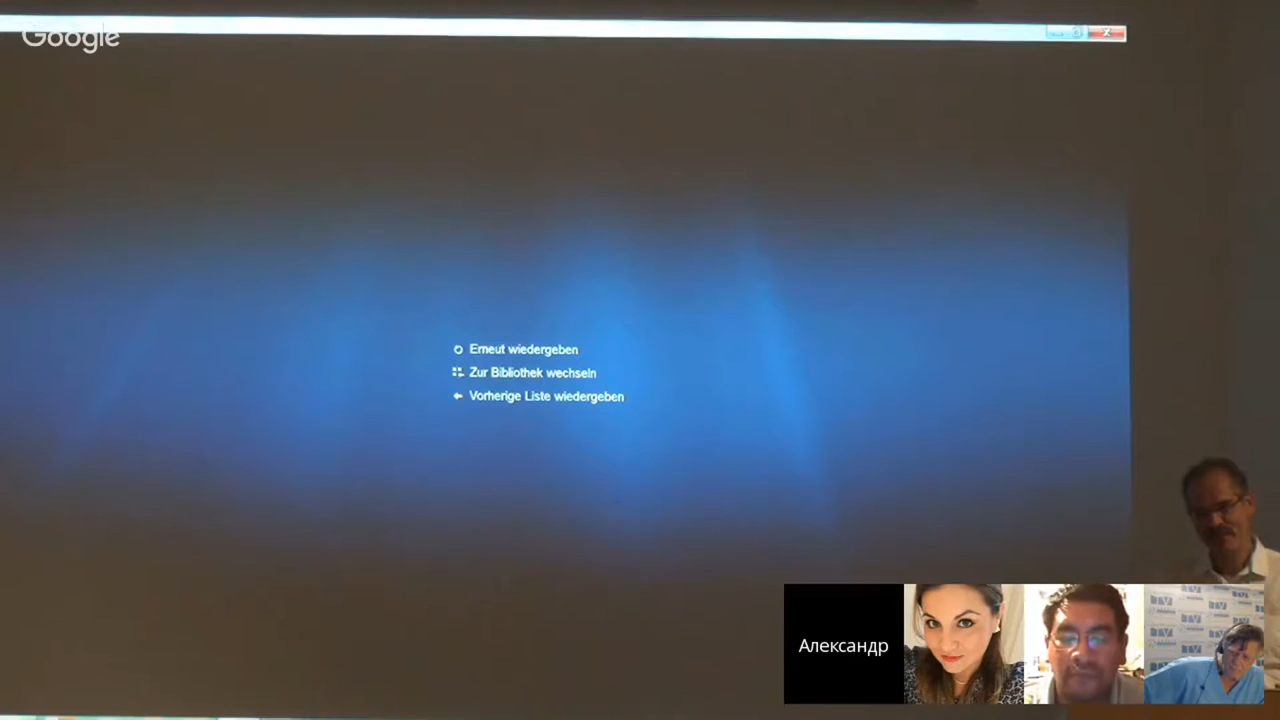 Google
Erneut wiedergeben
Zur Bibliothek wechseln
Vorherige Liste wiedergeben
Александр